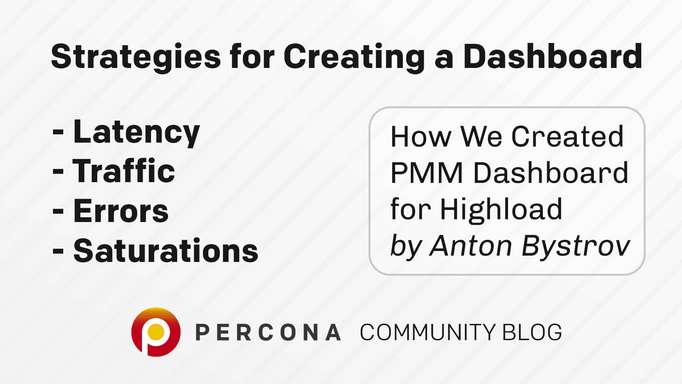 Strategies for Creating a Dashboard
- Latency
- Traffic
- Errors
- Saturations
How We Created
PMM Dashboard
for Highload
by Anton Bystrov
PERCONA COMMUNITY BLOG